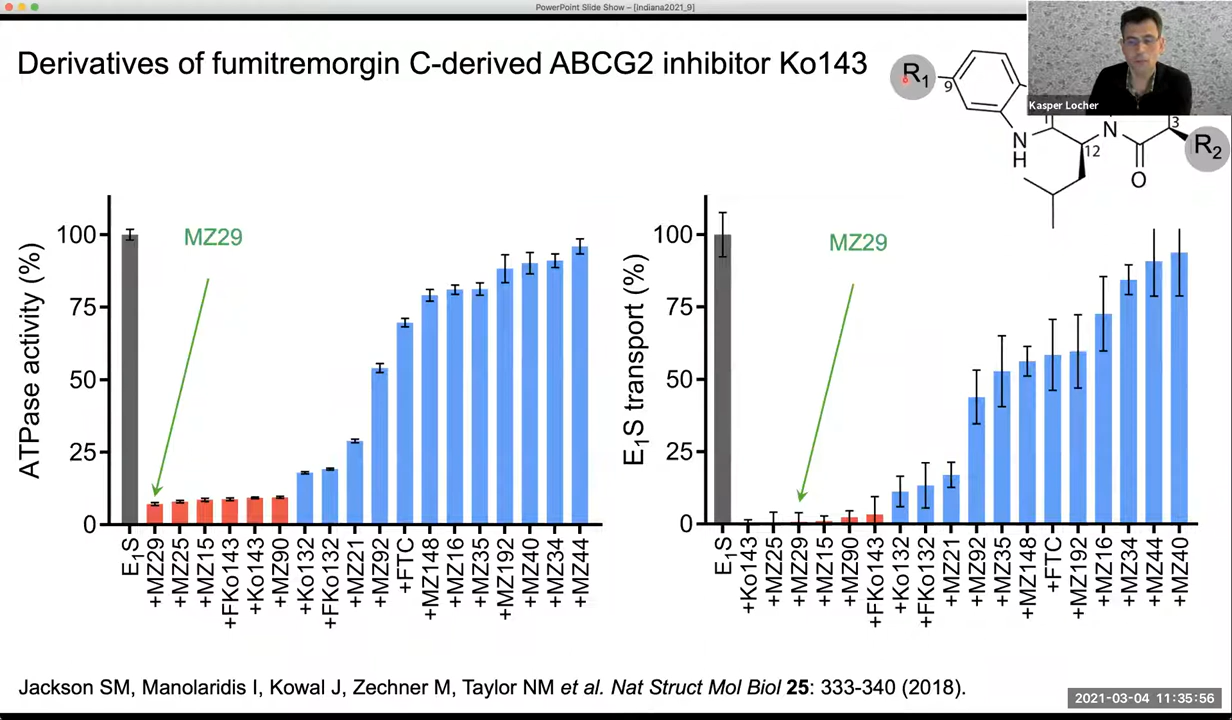 PowerPoint Slide Show – [indiana2021_9]
Derivatives of fumitremorgin C-derived ABCG2 inhibitor Ko143
R1
9
N
H
12
N
O
3
R2
Kasper Locher
ATPase activity (%)
100
75
50
25
0
MZ29
E1S
+MZ29
+MZ25
+MZ15
+FKo143
+Ko143
+MZ90
+Ko132
+FKo132
+MZ21
+MZ92
+FTC
+MZ148
+MZ16
+MZ35
+MZ192
+MZ40
+MZ34
+MZ44
E1S transport (%)
100
75
50
25
0
MZ29
E1S
+Ko143
+MZ25
+MZ29
+MZ15
+MZ90
+FKo143
+Ko132
+FKo132
+MZ21
+MZ92
+MZ35
+MZ148
+FTC
+MZ192
+MZ16
+MZ34
+MZ44
+MZ40
Jackson SM, Manolaridis I, Kowal J, Zechner M, Taylor NM et al. Nat Struct Mol Biol 25: 333-340 (2018).
2021-03-04 11:35:56